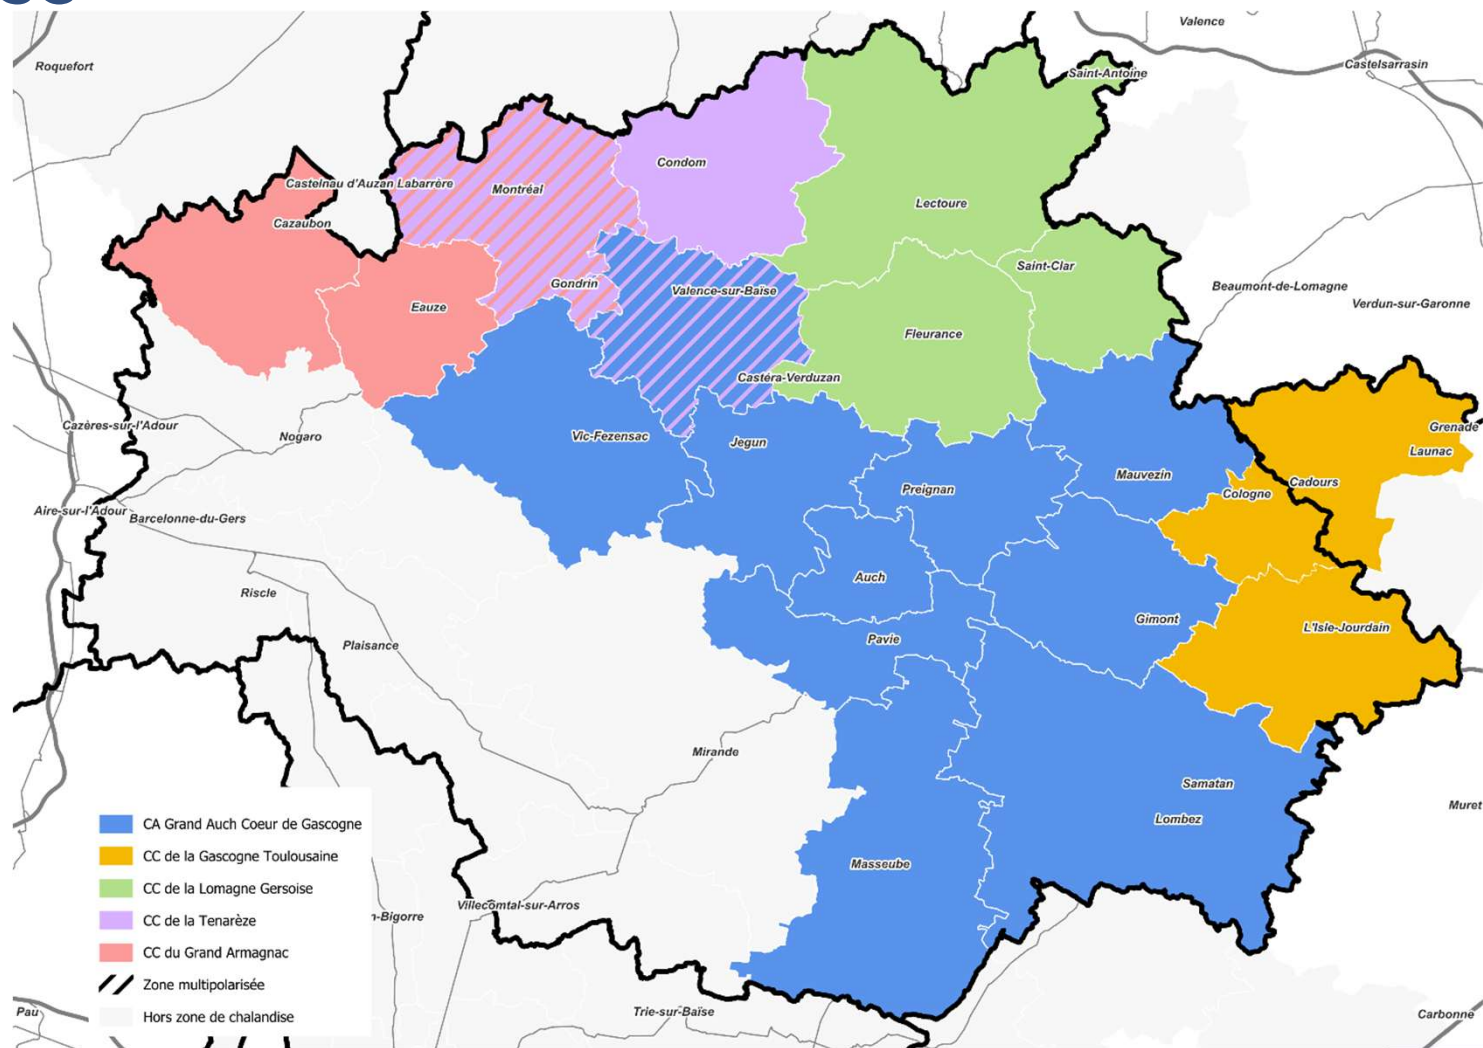 Valence
Roquefort
Castelsarrasin
Saint-Antoine
Condom
Castelnau d'Auzan Labarrère
Montréal
Lectoure
Cazaubon
Saint-Clar
Gondrin
Valence-sur-Baïse
Beaumont-de-Lomagne
Verdun-sur-Garonne
Eauze
Fleurance
Castéra-Verduzan
Cazères-sur-l'Adour
Nogaro
Vic-Fezensac
Jegun
Grenade
Launac
Mauvezin
Cadours
Preignan
Cologne
Aire-sur-l'Adour
Barcelonne-du-Gers
Auch
Riscle
Gimont
L'Isle-Jourdain
Plaisance
Pavie
Mirande
Samatan
Muret
Lombez
CA Grand Auch Coeur de Gascogne
CC de la Gascogne Toulousaine
Masseube
CC de la Lomagne Gersoise
Villecomtal-sur-Arros
n-Bigorre
CC de la Tenarèze
CC du Grand Armagnac
Zone multipolarisée
Hors zone de chalandise
Pau
Trie-sur-Baïse
Carbonne